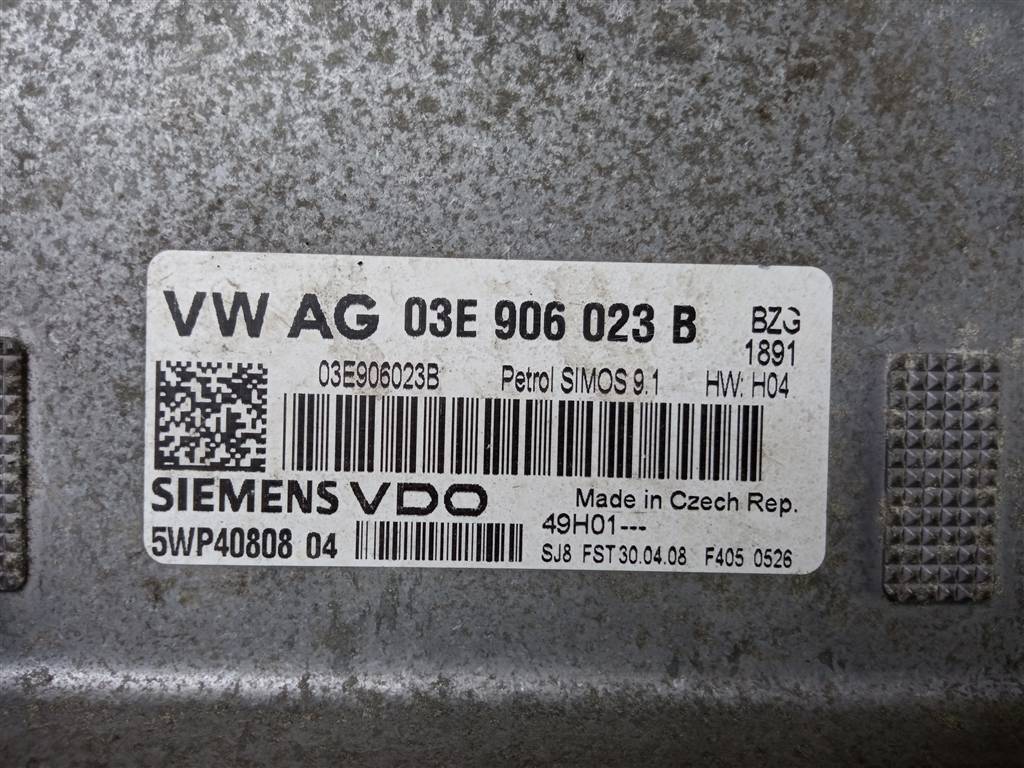 VW AG 03E 906 023 B BZG
1891
03E906023B Petrol SIMOS 9.1 HW: H04
SIEMENS VDO Made in Czech Rep.
5WP40808 04 49H01---
SJ8 FST 30.04.08 F405 0526